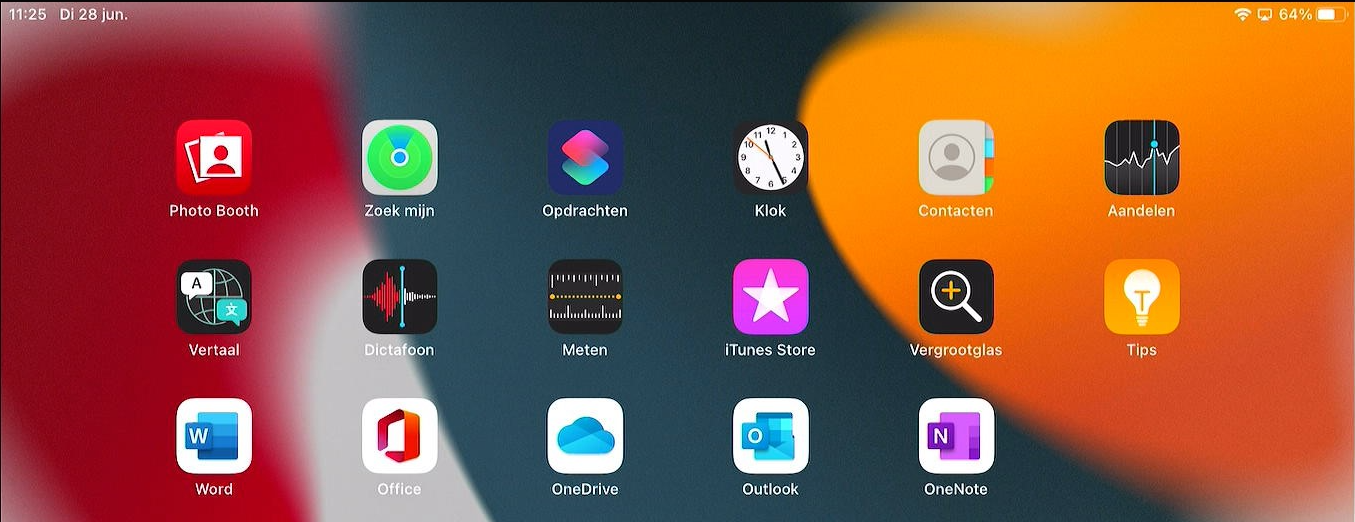 11:25 Di 28 jun. 64%
Photo Booth Zoek mijn Opdrachten Klok Contacten Aandelen
A 文
Vertaal Dictafoon Meten iTunes Store Vergrootglas Tips
W O N
Word Office OneDrive Outlook OneNote